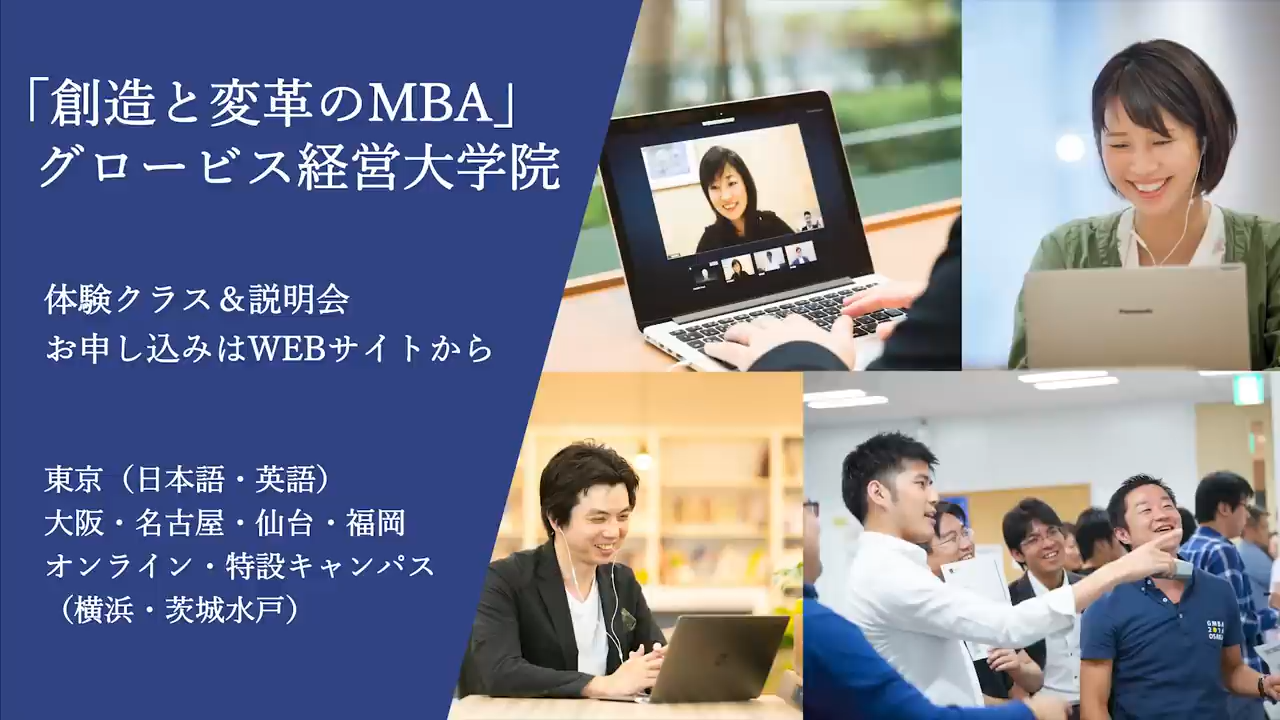 「創造と変革のMBA」
グロービス経営大学院
体験クラス＆説明会
お申し込みはWEBサイトから
東京（日本語・英語）
大阪・名古屋・仙台・福岡
オンライン・特設キャンパス
（横浜・茨城水戸）
Panasonic
GMBA